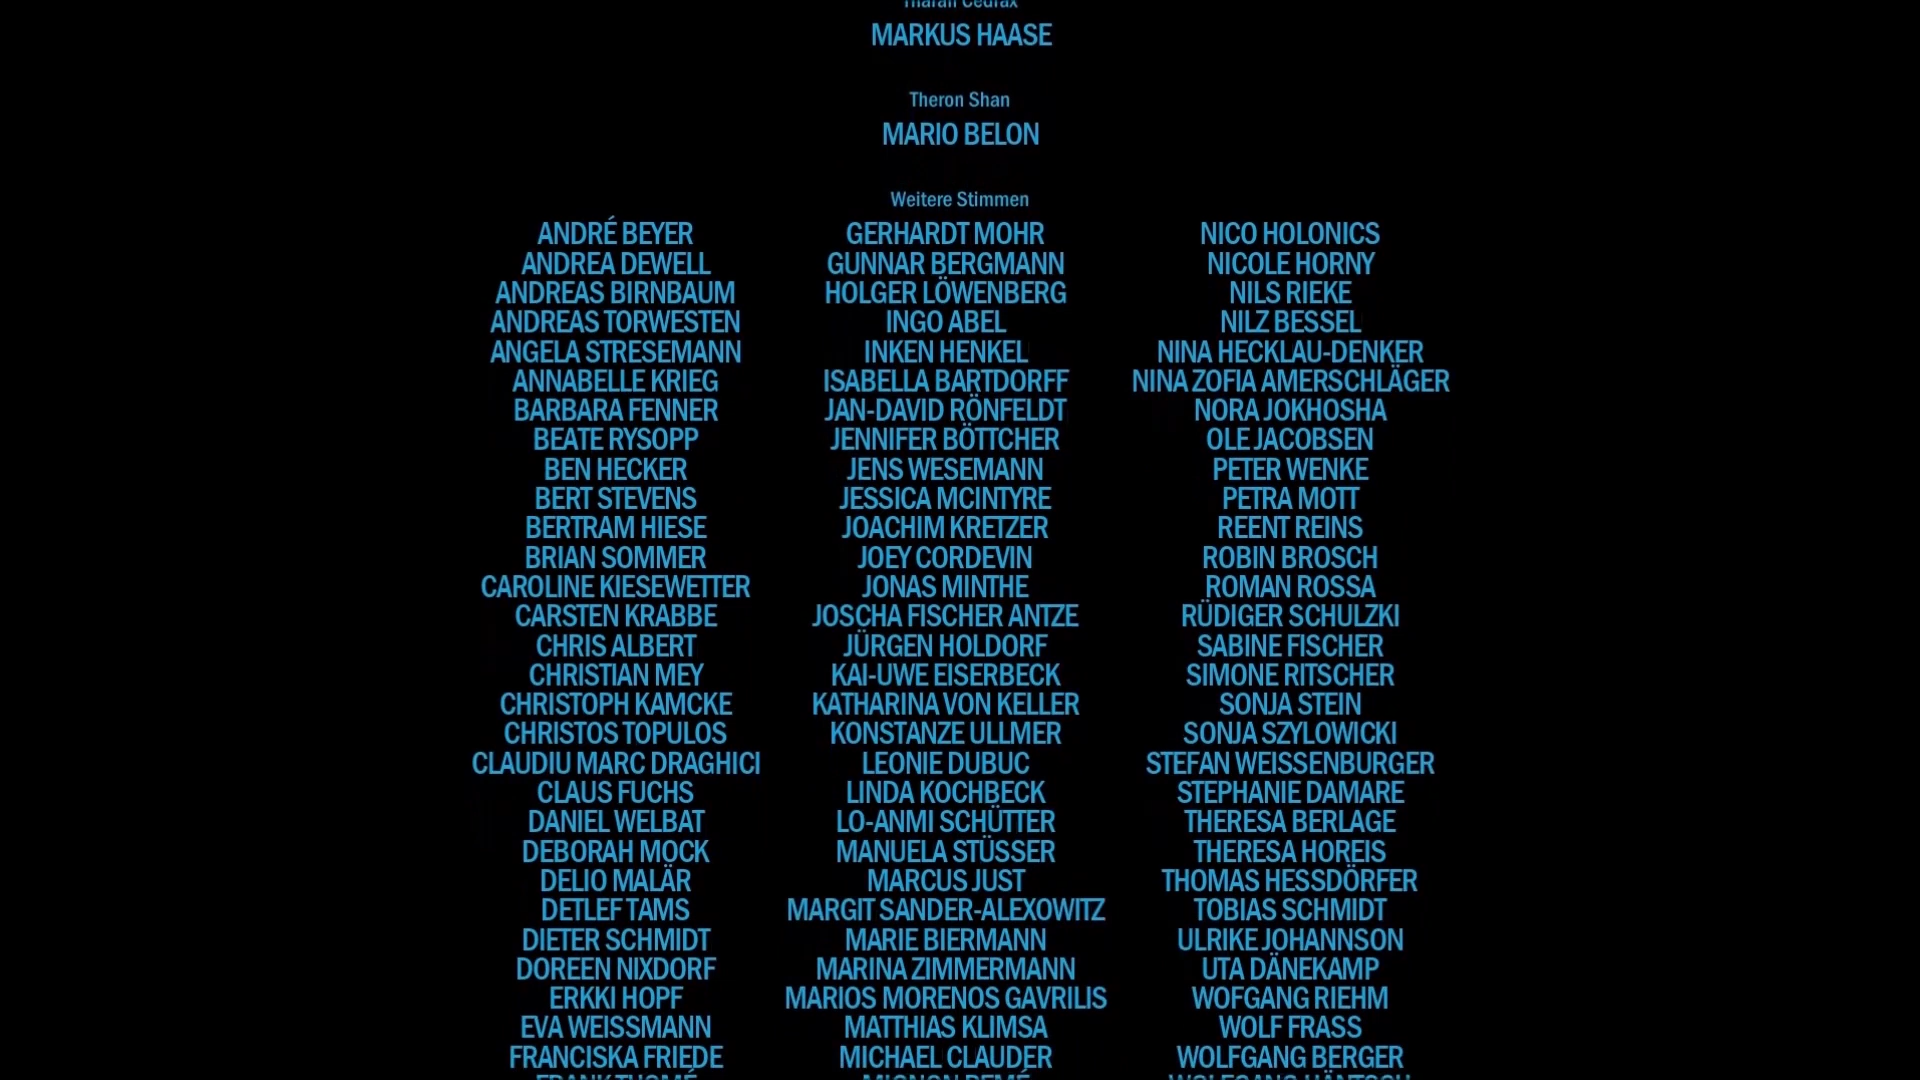 Tharan Cedrax
MARKUS HAASE
Theron Shan
MARIO BELON
Weitere Stimmen
ANDRÉ BEYER
ANDREA DEWELL
ANDREAS BIRNBAUM
ANDREAS TORWESTEN
ANGELA STRESEMANN
ANNABELLE KRIEG
BARBARA FENNER
BEATE RYSOPP
BEN HECKER
BERT STEVENS
BERTRAM HIESE
BRIAN SOMMER
CAROLINE KIESEWETTER
CARSTEN KRABBE
CHRIS ALBERT
CHRISTIAN MEY
CHRISTOPH KAMCKE
CHRISTOS TOPULOS
CLAUDIU MARC DRAGHICI
CLAUS FUCHS
DANIEL WELBAT
DEBORAH MOCK
DELIO MALÄR
DETLEF TAMS
DIETER SCHMIDT
DOREEN NIXDORF
ERKKI HOPF
EVA WEISSMANN
FRANCISKA FRIEDE
FRANK THOMÉ
GERHARDT MOHR
GUNNAR BERGMANN
HOLGER LÖWENBERG
INGO ABEL
INKEN HENKEL
ISABELLA BARTDORFF
JAN-DAVID RÖNFELDT
JENNIFER BÖTTCHER
JENS WESEMANN
JESSICA MCINTYRE
JOACHIM KRETZER
JOEY CORDEVIN
JONAS MINTHE
JOSCHA FISCHER ANTZE
JÜRGEN HOLDORF
KAI-UWE EISERBECK
KATHARINA VON KELLER
KONSTANZE ULLMER
LEONIE DUBUC
LINDA KOCHBECK
LO-ANMI SCHÜTTER
MANUELA STÜSSER
MARCUS JUST
MARGIT SANDER-ALEXOWITZ
MARIE BIERMANN
MARINA ZIMMERMANN
MARIOS MORENOS GAVRILIS
MATTHIAS KLIMSA
MICHAEL CLAUDER
MIGNON REMÉ
NICO HOLONICS
NICOLE HORNY
NILS RIEKE
NILZ BESSEL
NINA HECKLAU-DENKER
NINA ZOFIA AMERSCHLÄGER
NORA JOKHOSHA
OLE JACOBSEN
PETER WENKE
PETRA MOTT
REENT REINS
ROBIN BROSCH
ROMAN ROSSA
RÜDIGER SCHULZKI
SABINE FISCHER
SIMONE RITSCHER
SONJA STEIN
SONJA SZYLOWICKI
STEFAN WEISSENBURGER
STEPHANIE DAMARE
THERESA BERLAGE
THERESA HOREIS
THOMAS HESSDÖRFER
TOBIAS SCHMIDT
ULRIKE JOHANNSON
UTA DÄNEKAMP
WOFGANG RIEHM
WOLF FRASS
WOLFGANG BERGER
WOLFGANG HÄNTSCH